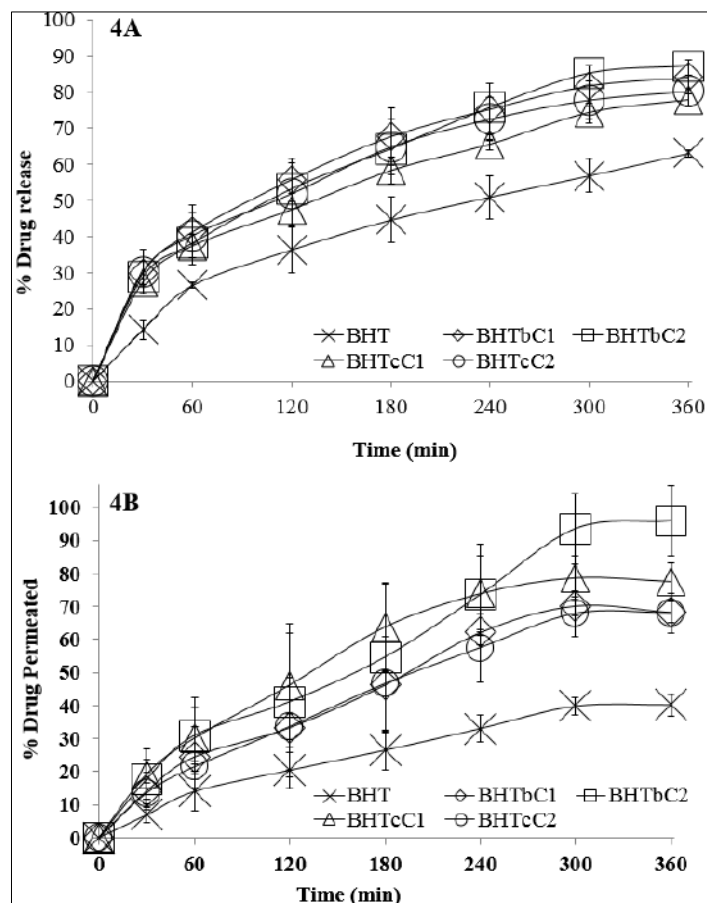 4A
100
90
80
70
60
50
40
30
20
10
0
% Drug release
BHT BHTbC1 BHTbC2
BHTcC1 BHTcC2
0 60 120 180 240 300 360
Time (min)
4B
100
90
80
70
60
50
40
30
20
10
0
% Drug Permeated
BHT BHTbC1 BHTbC2
BHTcC1 BHTcC2
0 60 120 180 240 300 360
Time (min)